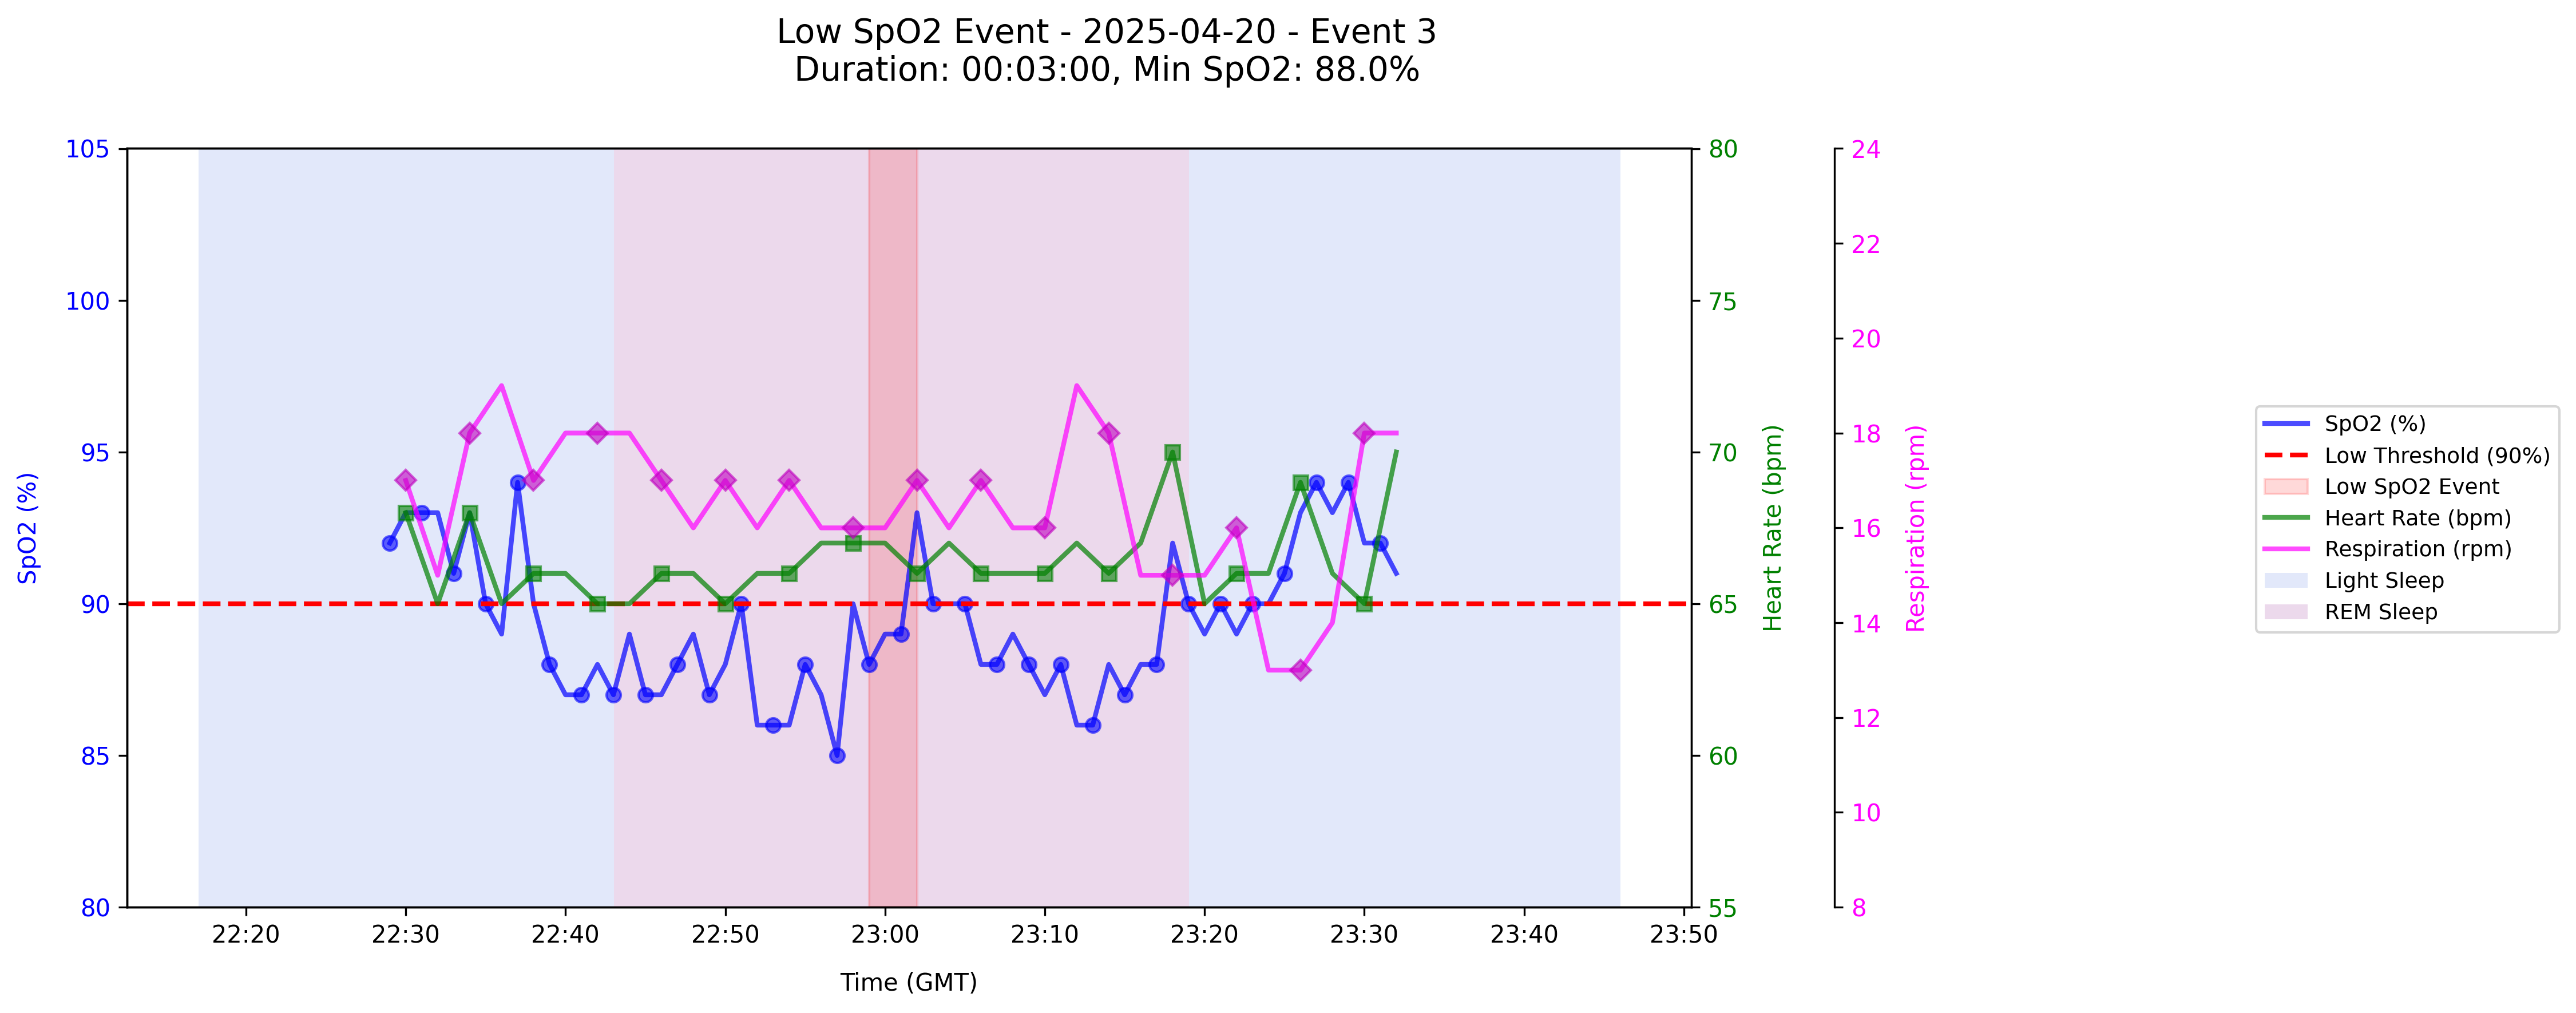 Low SpO2 Event - 2025-04-20 - Event 3
Duration: 00:03:00, Min SpO2: 88.0%
105
100
95
90
85
80
SpO2 (%)
22:20
22:30
22:40
22:50
23:00
23:10
23:20
23:30
23:40
23:50
Time (GMT)
80
75
70
65
60
55
Heart Rate (bpm)
24
22
20
18
16
14
12
10
8
Respiration (rpm)
SpO2 (%)
Low Threshold (90%)
Low SpO2 Event
Heart Rate (bpm)
Respiration (rpm)
Light Sleep
REM Sleep